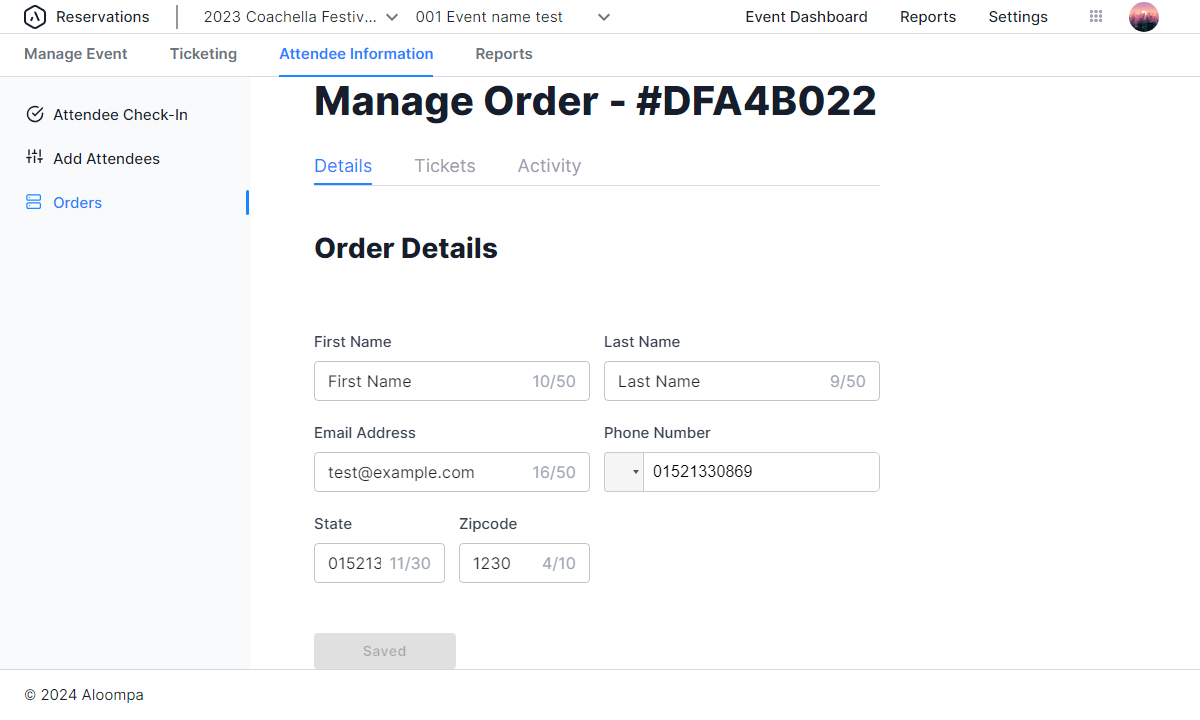 Reservations 2023 Coachella Festiv... 001 Event name test Event Dashboard Reports Settings
Manage Event Ticketing Attendee Information Reports
Attendee Check-In
Add Attendees
Orders
Manage Order - #DFA4B022
Details Tickets Activity
Order Details
First Name Last Name
First Name 10/50 Last Name 9/50
Email Address Phone Number
test@example.com 16/50 01521330869
State Zipcode
015213 11/30 1230 4/10
Saved
© 2024 Aloompa